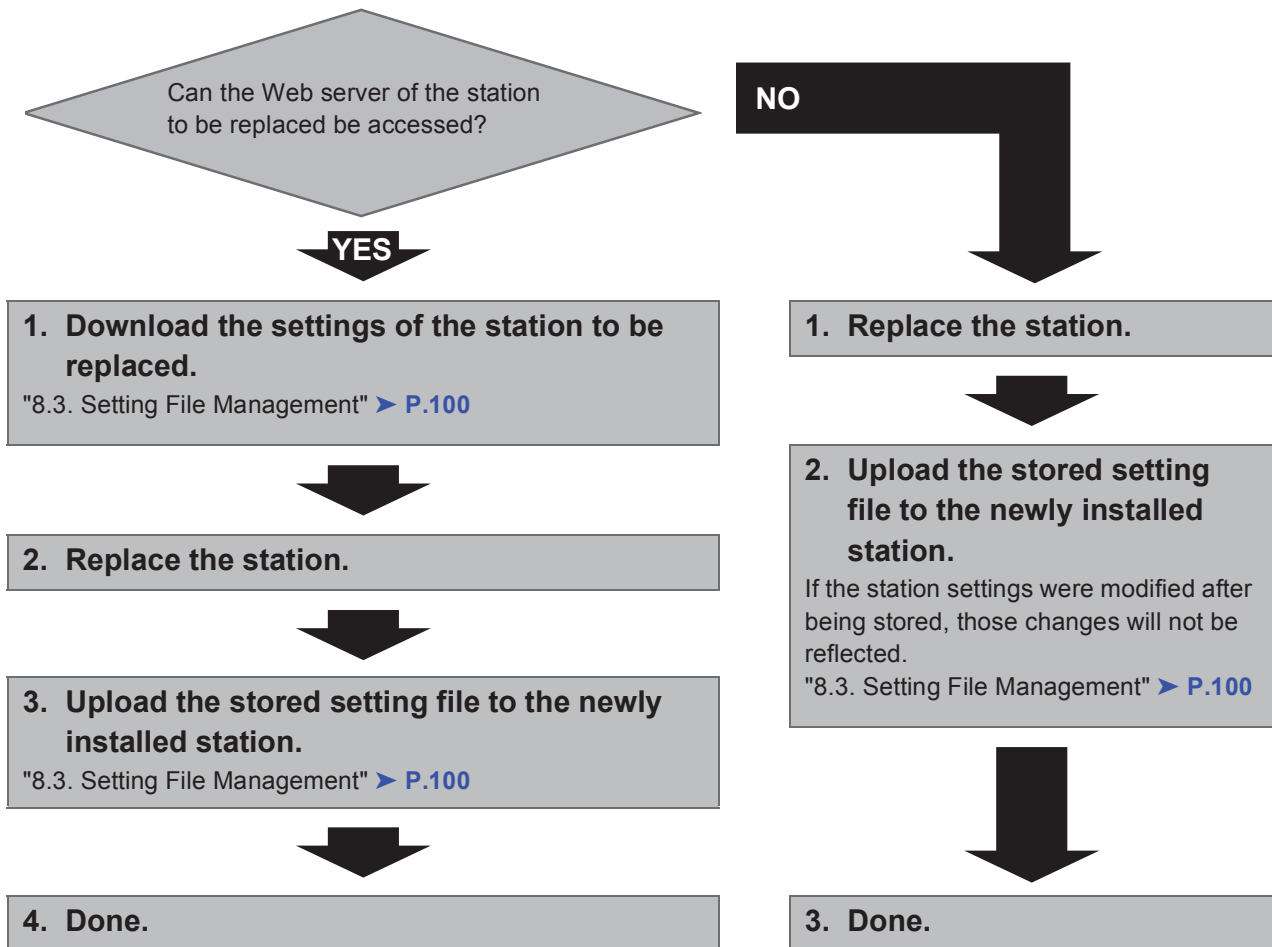 Can the Web server of the station
to be replaced be accessed?
NO
YES
1. Download the settings of the station to be
replaced.
"8.3. Setting File Management" ➤ P.100
2. Replace the station.
3. Upload the stored setting file to the newly
installed station.
"8.3. Setting File Management" ➤ P.100
4. Done.
1. Replace the station.
2. Upload the stored setting
file to the newly installed
station.
If the station settings were modified after
being stored, those changes will not be
reflected.
"8.3. Setting File Management" ➤ P.100
3. Done.